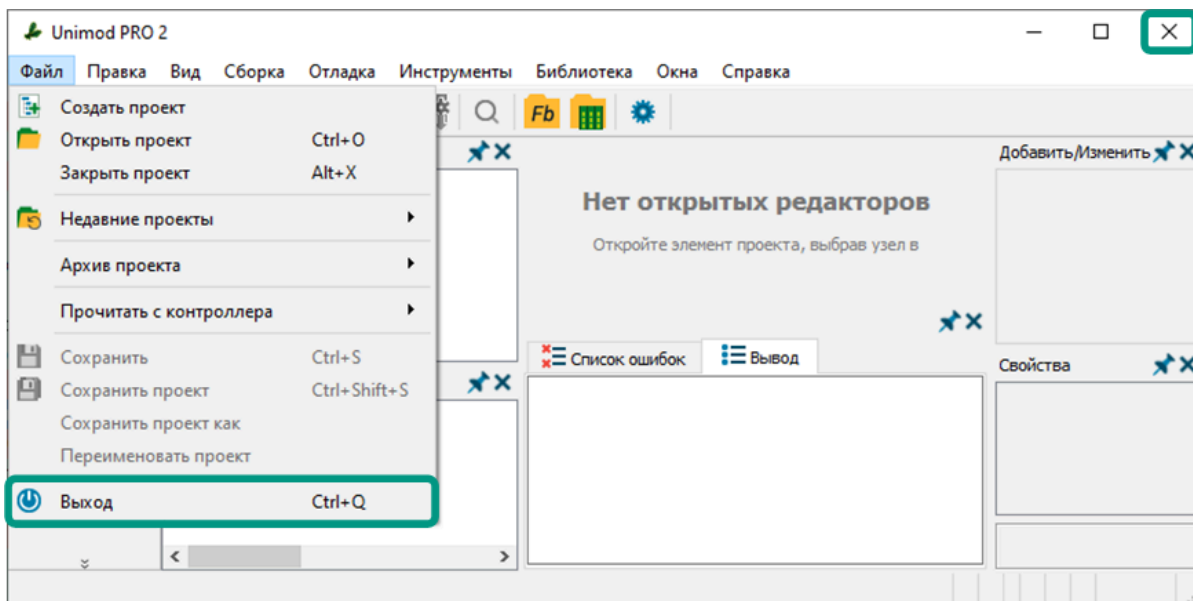 Unimod PRO 2
Файл Правка Вид Сборка Отладка Инструменты Библиотека Окна Справка
Создать проект
Открыть проект Ctrl+O
Закрыть проект Alt+X
Недавние проекты
Архив проекта
Прочитать с контроллера
Сохранить Ctrl+S
Сохранить проект Ctrl+Shift+S
Сохранить проект как
Переименовать проект
Выход Ctrl+Q
Fb
Нет открытых редакторов
Откройте элемент проекта, выбрав узел в
Список ошибок Вывод
Добавить/Изменить
Свойства